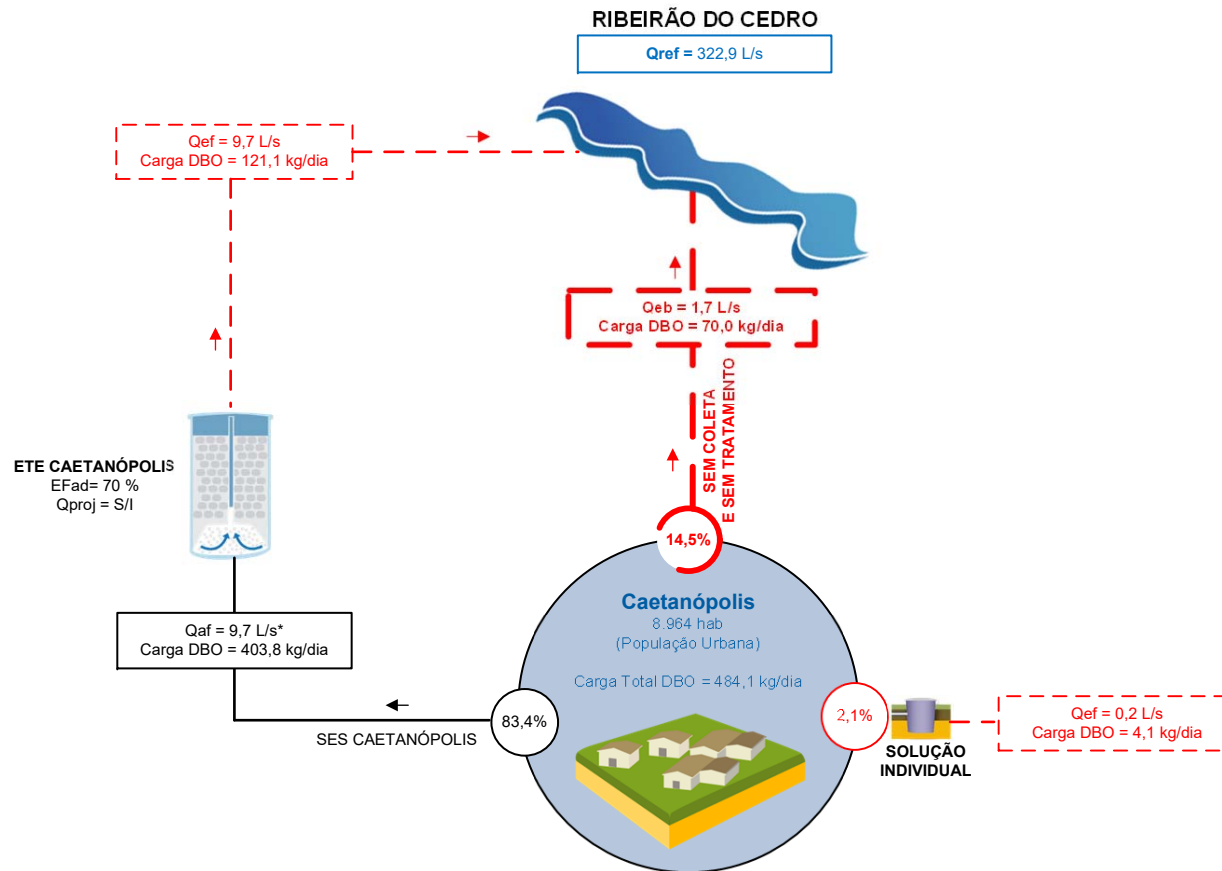 RIBEIRÃO DO CEDRO
Qref = 322,9 L/s
Qef = 9,7 L/s
Carga DBO = 121,1 kg/dia
Qeb = 1,7 L/s
Carga DBO = 70,0 kg/dia
SEM COLETA
E SEM TRATAMENTO
ETE CAETANÓPOLIS
EFad= 70 %
Qproj = S/I
14,5%
Caetanópolis
8.964 hab
(População Urbana)
Carga Total DBO = 484,1 kg/dia
Qaf = 9,7 L/s*
Carga DBO = 403,8 kg/dia
83,4%
SES CAETANÓPOLIS
2,1%
SOLUÇÃO
INDIVIDUAL
Qef = 0,2 L/s
Carga DBO = 4,1 kg/dia